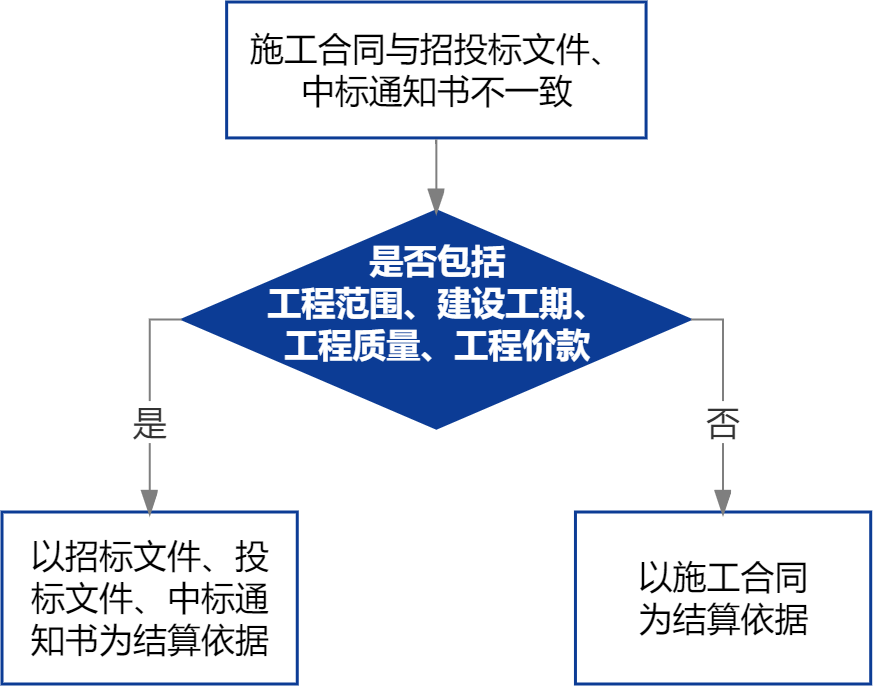 施工合同与招投标文件、
中标通知书不一致
是否包括
工程范围、建设工期、
工程质量、工程价款
是
否
以招标文件、投
标文件、中标通
知书为结算依据
以施工合同
为结算依据